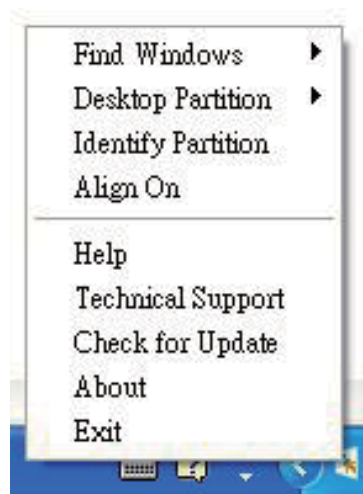 Find Windows
Desktop Partition
Identify Partition
Align On
Help
Technical Support
Check for Update
About
Exit